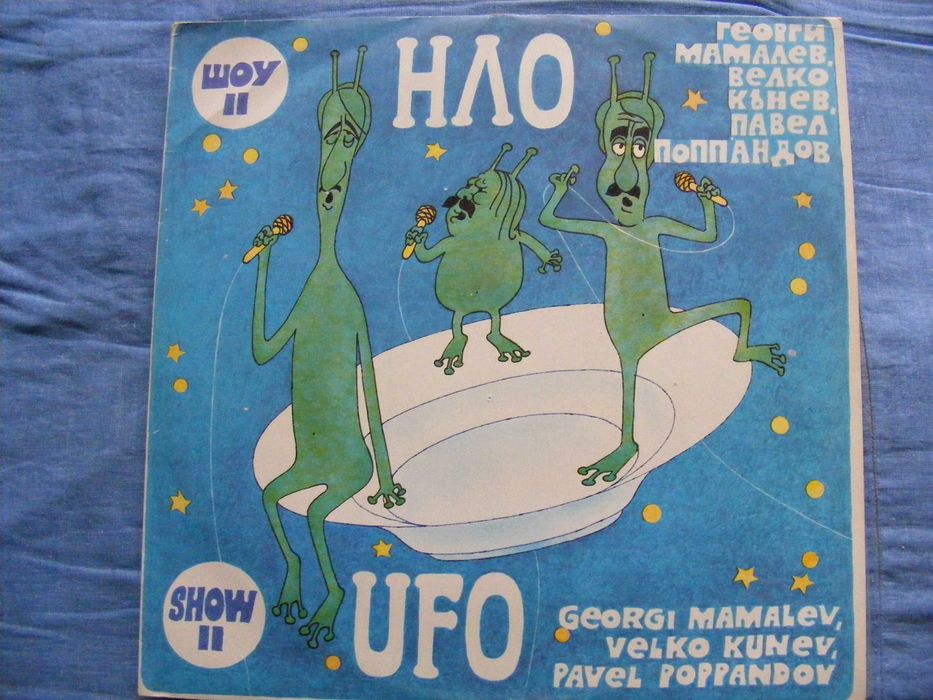 ШОУ
II
НЛО
ГЕОРГИ
МАМАЛЕВ,
ВЕЛКО
КЪНЕВ,
ПАВЕЛ
ПОППАНДОВ
SHOW
II
UFO
GEORGI MAMALEV,
VELKO KUNEV,
PAVEL POPPANDOV